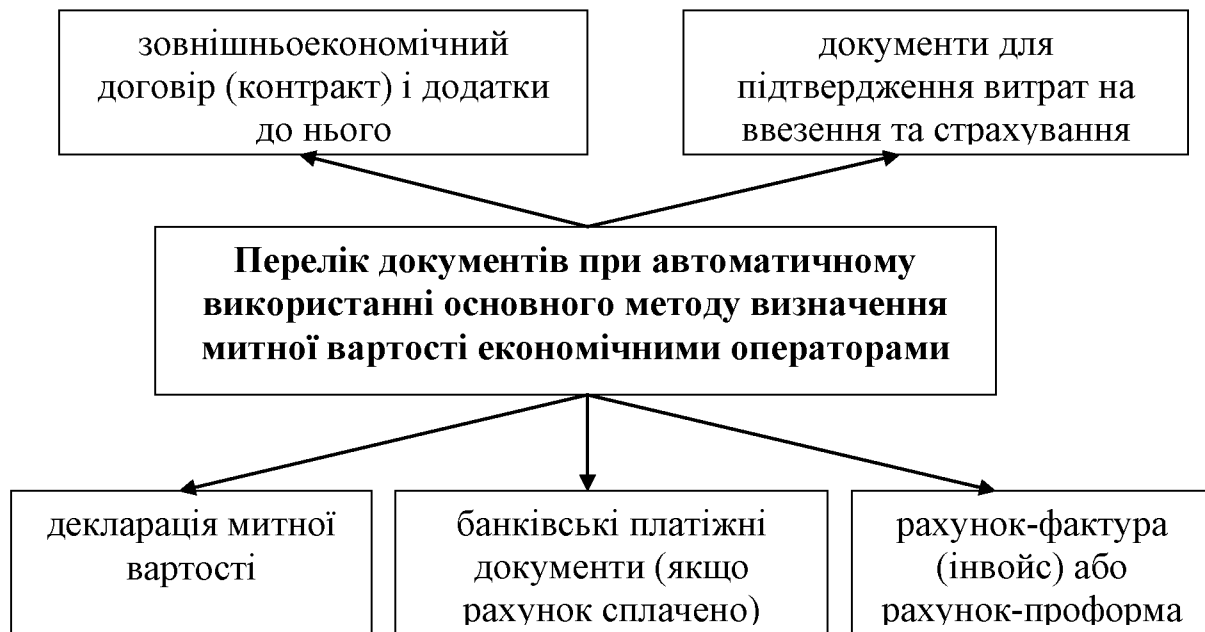 зовнішньоекономічний
договір (контракт) і додатки
до нього
документи для
підтвердження витрат на
ввезення та страхування
Перелік документів при автоматичному
використанні основного методу визначення
митної вартості економічними операторами
декларація митної
вартості
банківські платіжні
документи (якщо
рахунок сплачено)
рахунок-фактура
(інвойс) або
рахунок-проформа